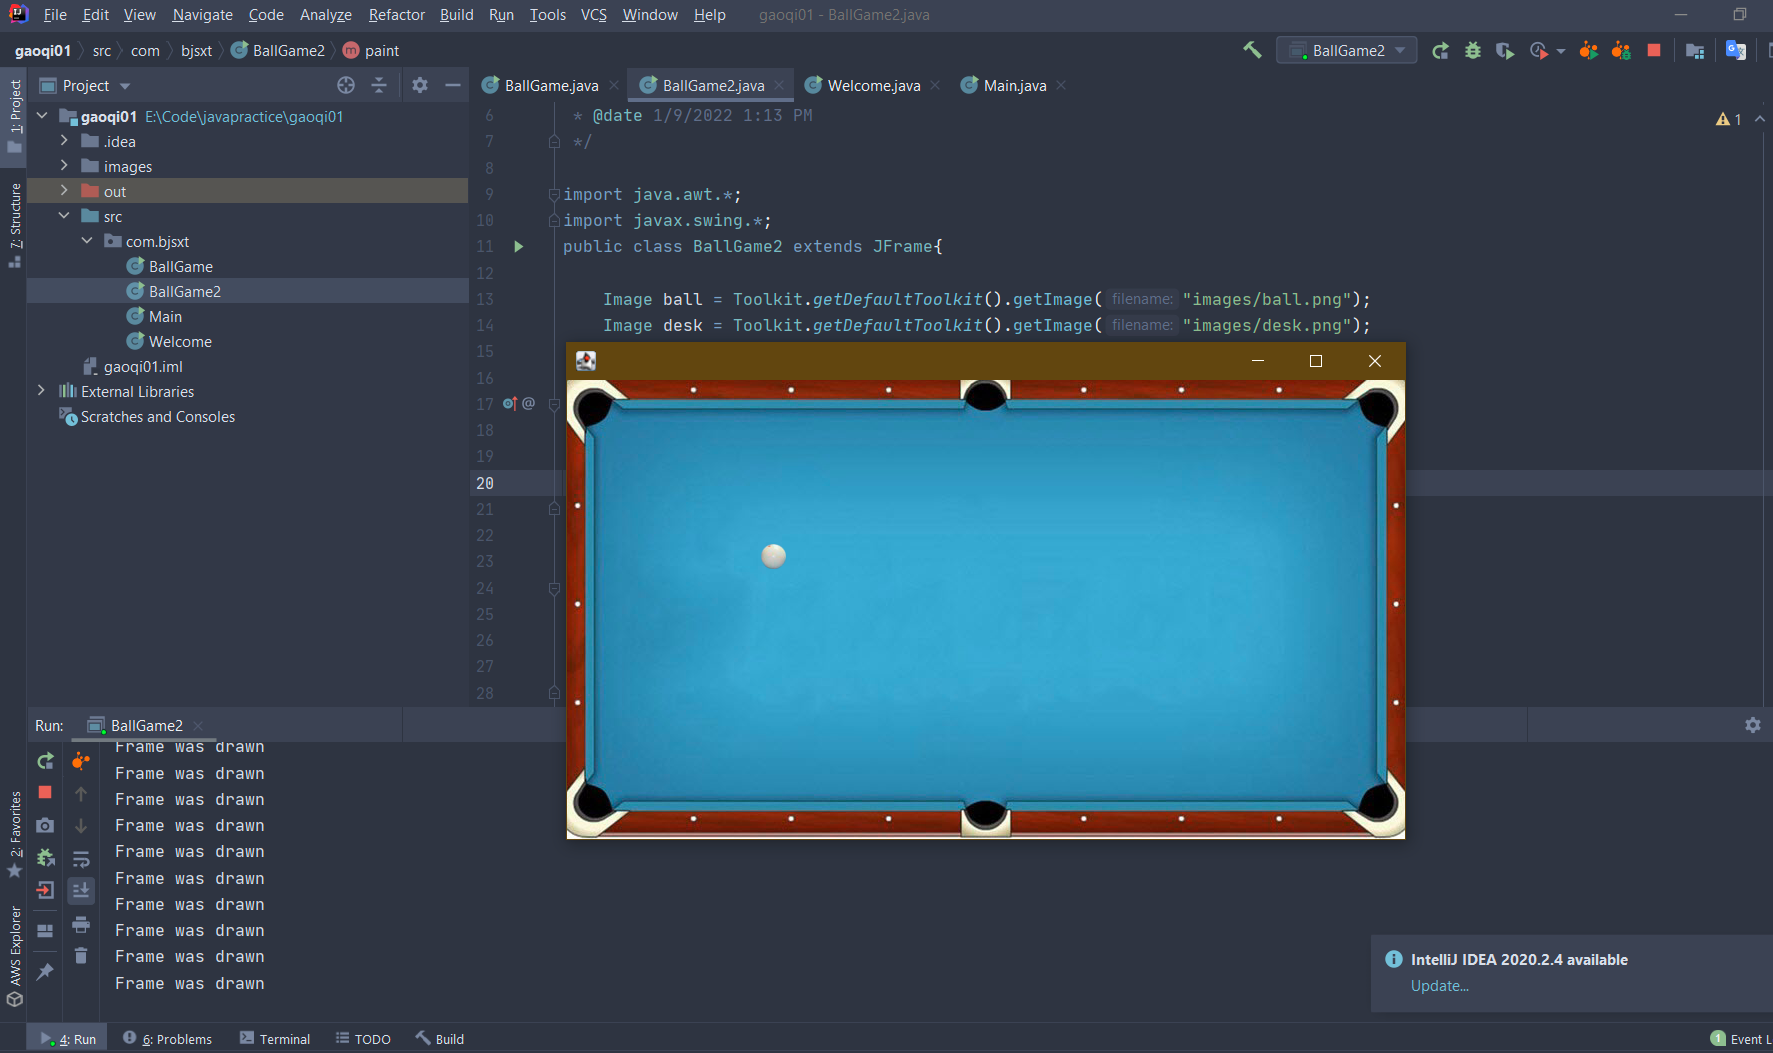 File Edit View Navigate Code Analyze Refactor Build Run Tools VCS Window Help gaoqi01 - BallGame2.java
gaoqi01 src com bjsxt BallGame2 paint BallGame2
1: Project
7: Structure
2: Favorites
AWS Explorer
Project
gaoqi01 E:\Code\javapractice\gaoqi01
.idea
images
out
src
com.bjsxt
BallGame
BallGame2
Main
Welcome
gaoqi01.iml
External Libraries
Scratches and Consoles
BallGame.java BallGame2.java Welcome.java Main.java
6 * @date 1/9/2022 1:13 PM
1
7 */
8
9 import java.awt.*;
10 import javax.swing.*;
11 public class BallGame2 extends JFrame{
12
13 Image ball = Toolkit.getDefaultToolkit().getImage( filename: "images/ball.png");
14 Image desk = Toolkit.getDefaultToolkit().getImage( filename: "images/desk.png");
15
16
17 @
18
19
20
21
22
23
24
25
26
27
28
Run: BallGame2
Frame was drawn
Frame was drawn
Frame was drawn
Frame was drawn
Frame was drawn
Frame was drawn
Frame was drawn
Frame was drawn
Frame was drawn
Frame was drawn
IntelliJ IDEA 2020.2.4 available
Update...
4: Run 6: Problems Terminal TODO Build 1 Event L